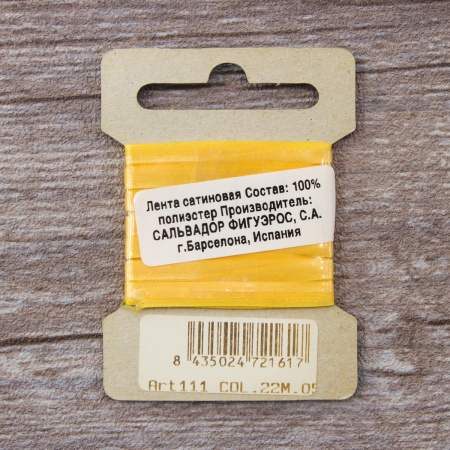 Лента сатиновая Состав: 100%
полиэстер Производитель:
САЛЬВАДОР ФИГУЭРОС, С.А.
г.Барселона, Испания
8 435024 721617
Art111 COL.22M.05